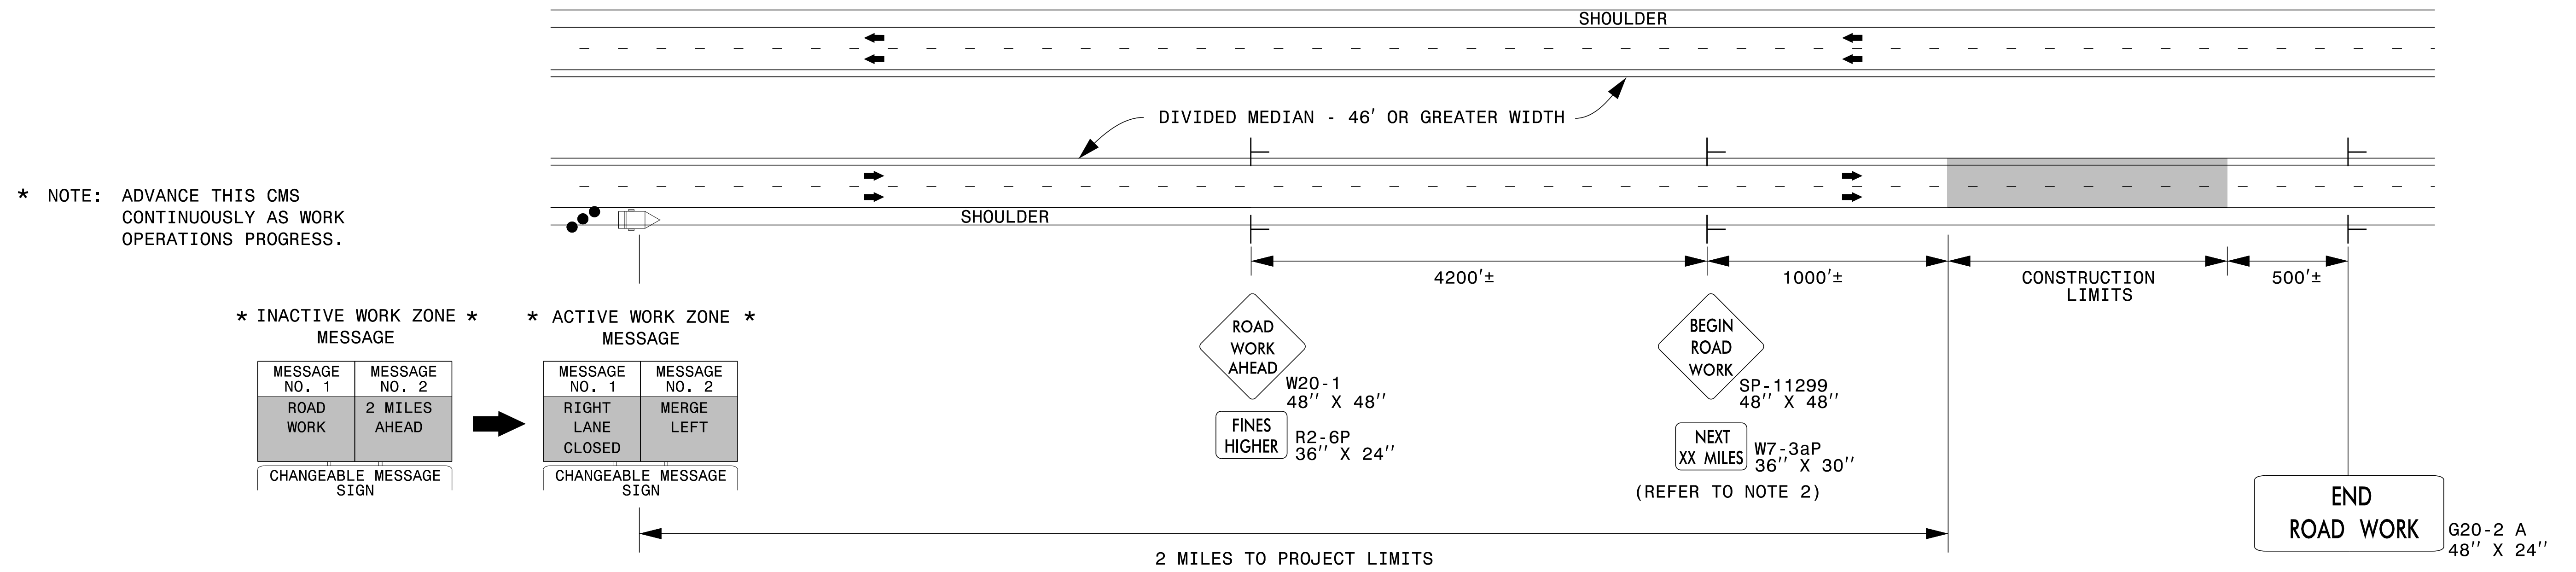 SHOULDER
DIVIDED MEDIAN - 46' OR GREATER WIDTH
* NOTE: ADVANCE THIS CMS
CONTINUOUSLY AS WORK
OPERATIONS PROGRESS.
SHOULDER
4200'±
1000'±
CONSTRUCTION
LIMITS
500'±
* INACTIVE WORK ZONE *
MESSAGE
MESSAGE
NO. 1
MESSAGE
NO. 2
ROAD
WORK
2 MILES
AHEAD
CHANGEABLE MESSAGE
SIGN
* ACTIVE WORK ZONE *
MESSAGE
MESSAGE
NO. 1
MESSAGE
NO. 2
RIGHT
LANE
CLOSED
MERGE
LEFT
CHANGEABLE MESSAGE
SIGN
ROAD
WORK
AHEAD
W20-1
48'' X 48''
FINES
HIGHER
R2-6P
36'' X 24''
BEGIN
ROAD
WORK
SP-11299
48'' X 48''
NEXT
XX MILES
W7-3aP
36'' X 30''
(REFER TO NOTE 2)
END
ROAD WORK
G20-2 A
48'' X 24''
2 MILES TO PROJECT LIMITS